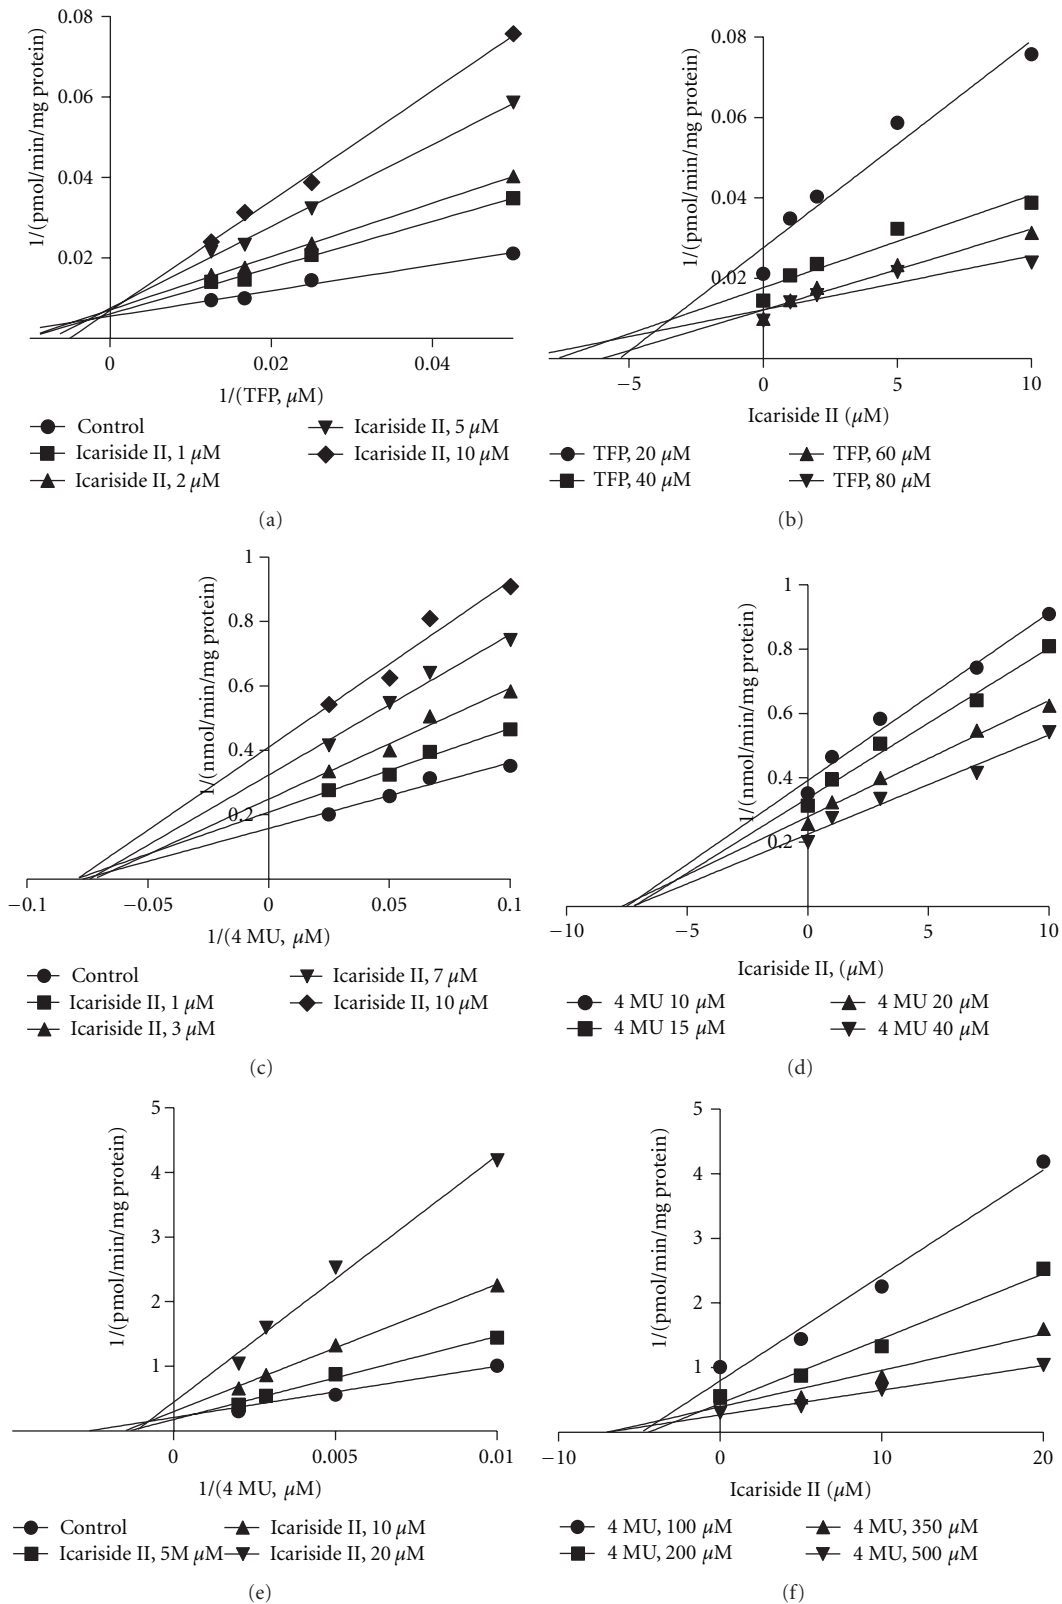 0.08
0.06
0.04
0.02
1/(pmol/min/mg protein)
0
0.02
0.04
1/(TFP, μM)
Control
Icariside II, 1 μM
Icariside II, 2 μM
Icariside II, 5 μM
Icariside II, 10 μM
(a)
0.08
0.06
0.04
0.02
1/(pmol/min/mg protein)
−5
0
5
10
Icariside II (μM)
TFP, 20 μM
TFP, 40 μM
TFP, 60 μM
TFP, 80 μM
(b)
1
0.8
0.6
0.4
0.2
1/(nmol/min/mg protein)
−0.1
−0.05
0
0.05
0.1
1/(4 MU, μM)
Control
Icariside II, 1 μM
Icariside II, 3 μM
Icariside II, 7 μM
Icariside II, 10 μM
(c)
1
0.8
0.6
0.4
0.2
1/(nmol/min/mg protein)
−10
−5
0
5
10
Icariside II, (μM)
4 MU 10 μM
4 MU 15 μM
4 MU 20 μM
4 MU 40 μM
(d)
5
4
3
2
1
1/(pmol/min/mg protein)
0
0.005
0.01
1/(4 MU, μM)
Control
Icariside II, 5M μM
Icariside II, 10 μM
Icariside II, 20 μM
(e)
5
4
3
2
1
1/(pmol/min/mg protein)
−10
0
10
20
Icariside II (μM)
4 MU, 100 μM
4 MU, 200 μM
4 MU, 350 μM
4 MU, 500 μM
(f)